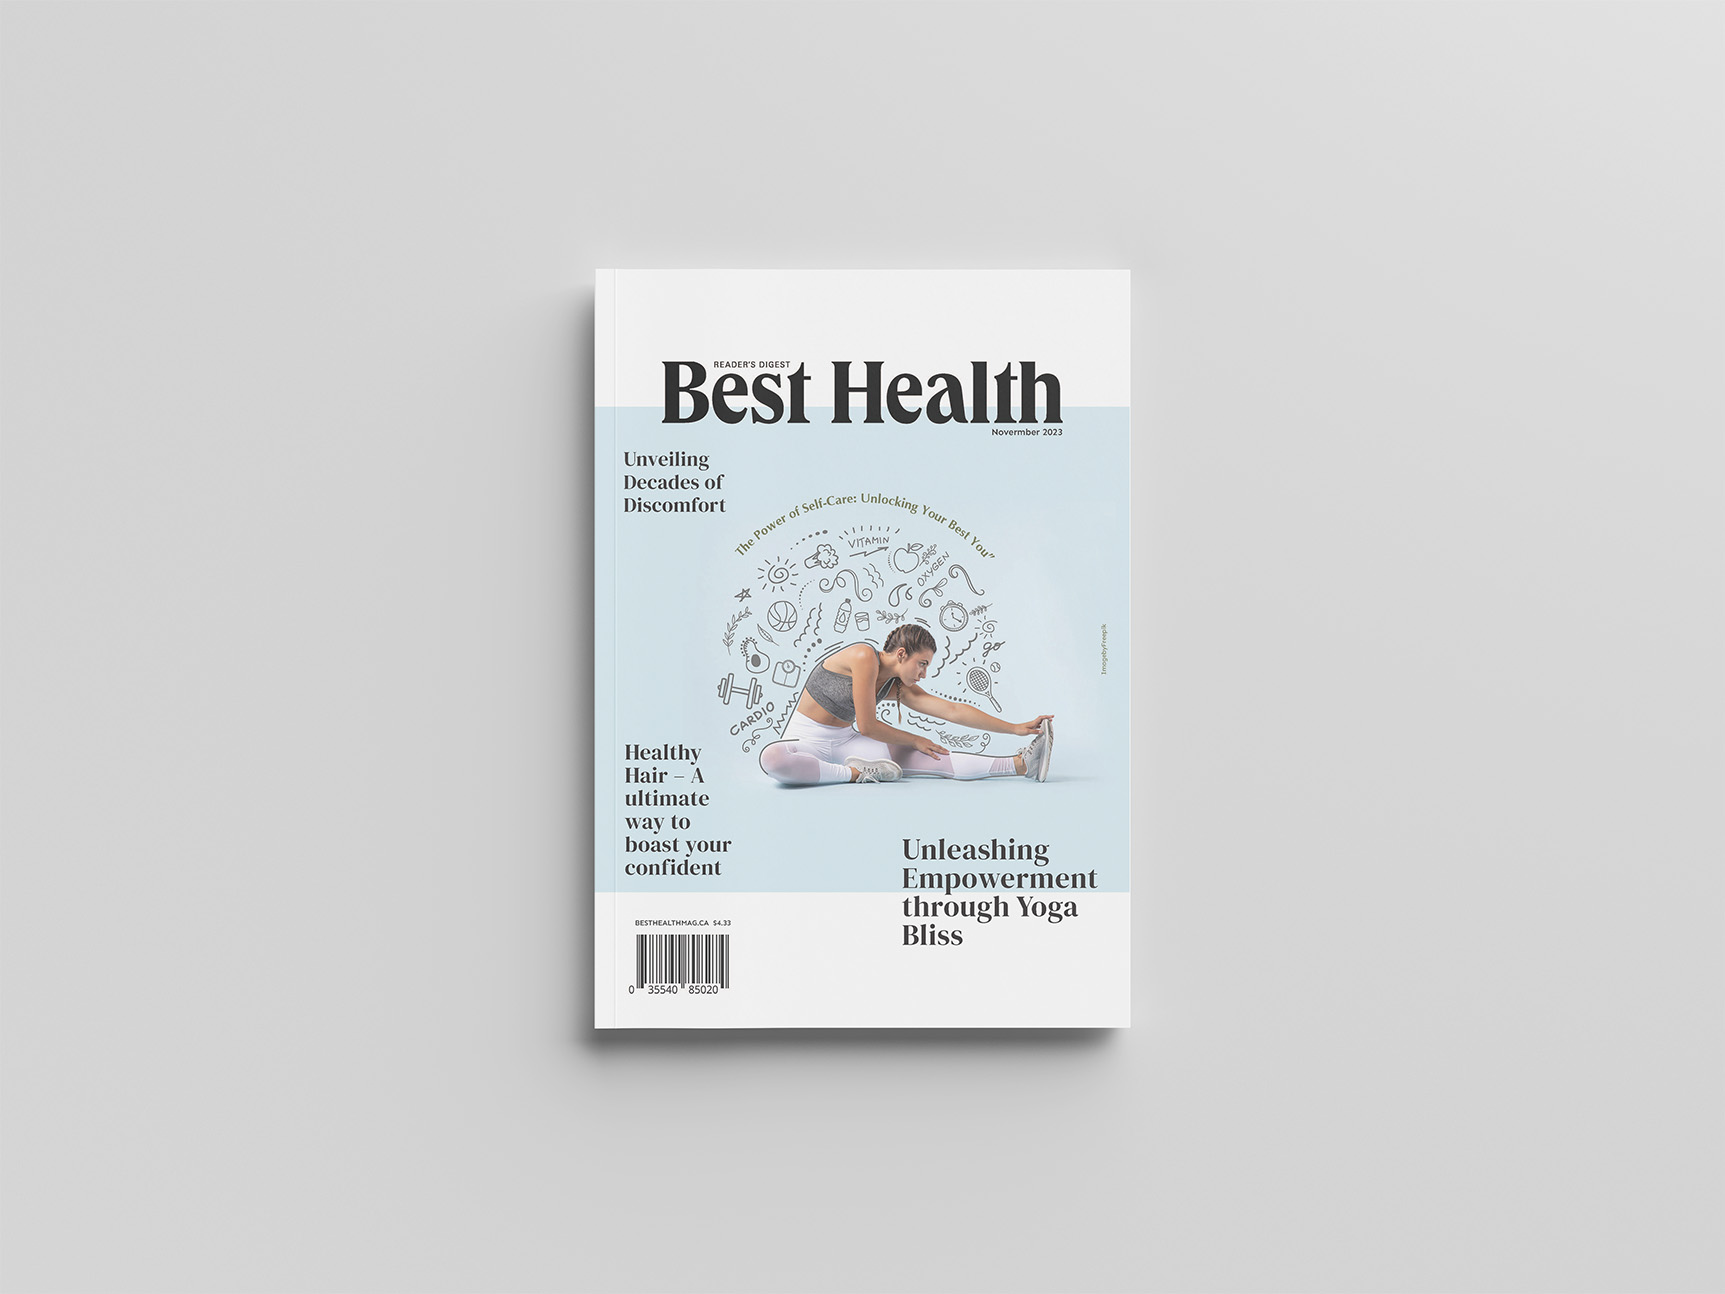 READER'S DIGEST
Best Health
Novermber 2023
Unveiling
Decades of
Discomfort
The Power of Self-Care: Unlocking Your Best You"
VITAMIN
OXYGEN
go
CARDIO
ImagebyFreepik
Healthy
Hair – A
ultimate
way to
boast your
confident
Unleashing
Empowerment
through Yoga
Bliss
BESTHEALTHMAG.CA $4.33
0 35540 85020